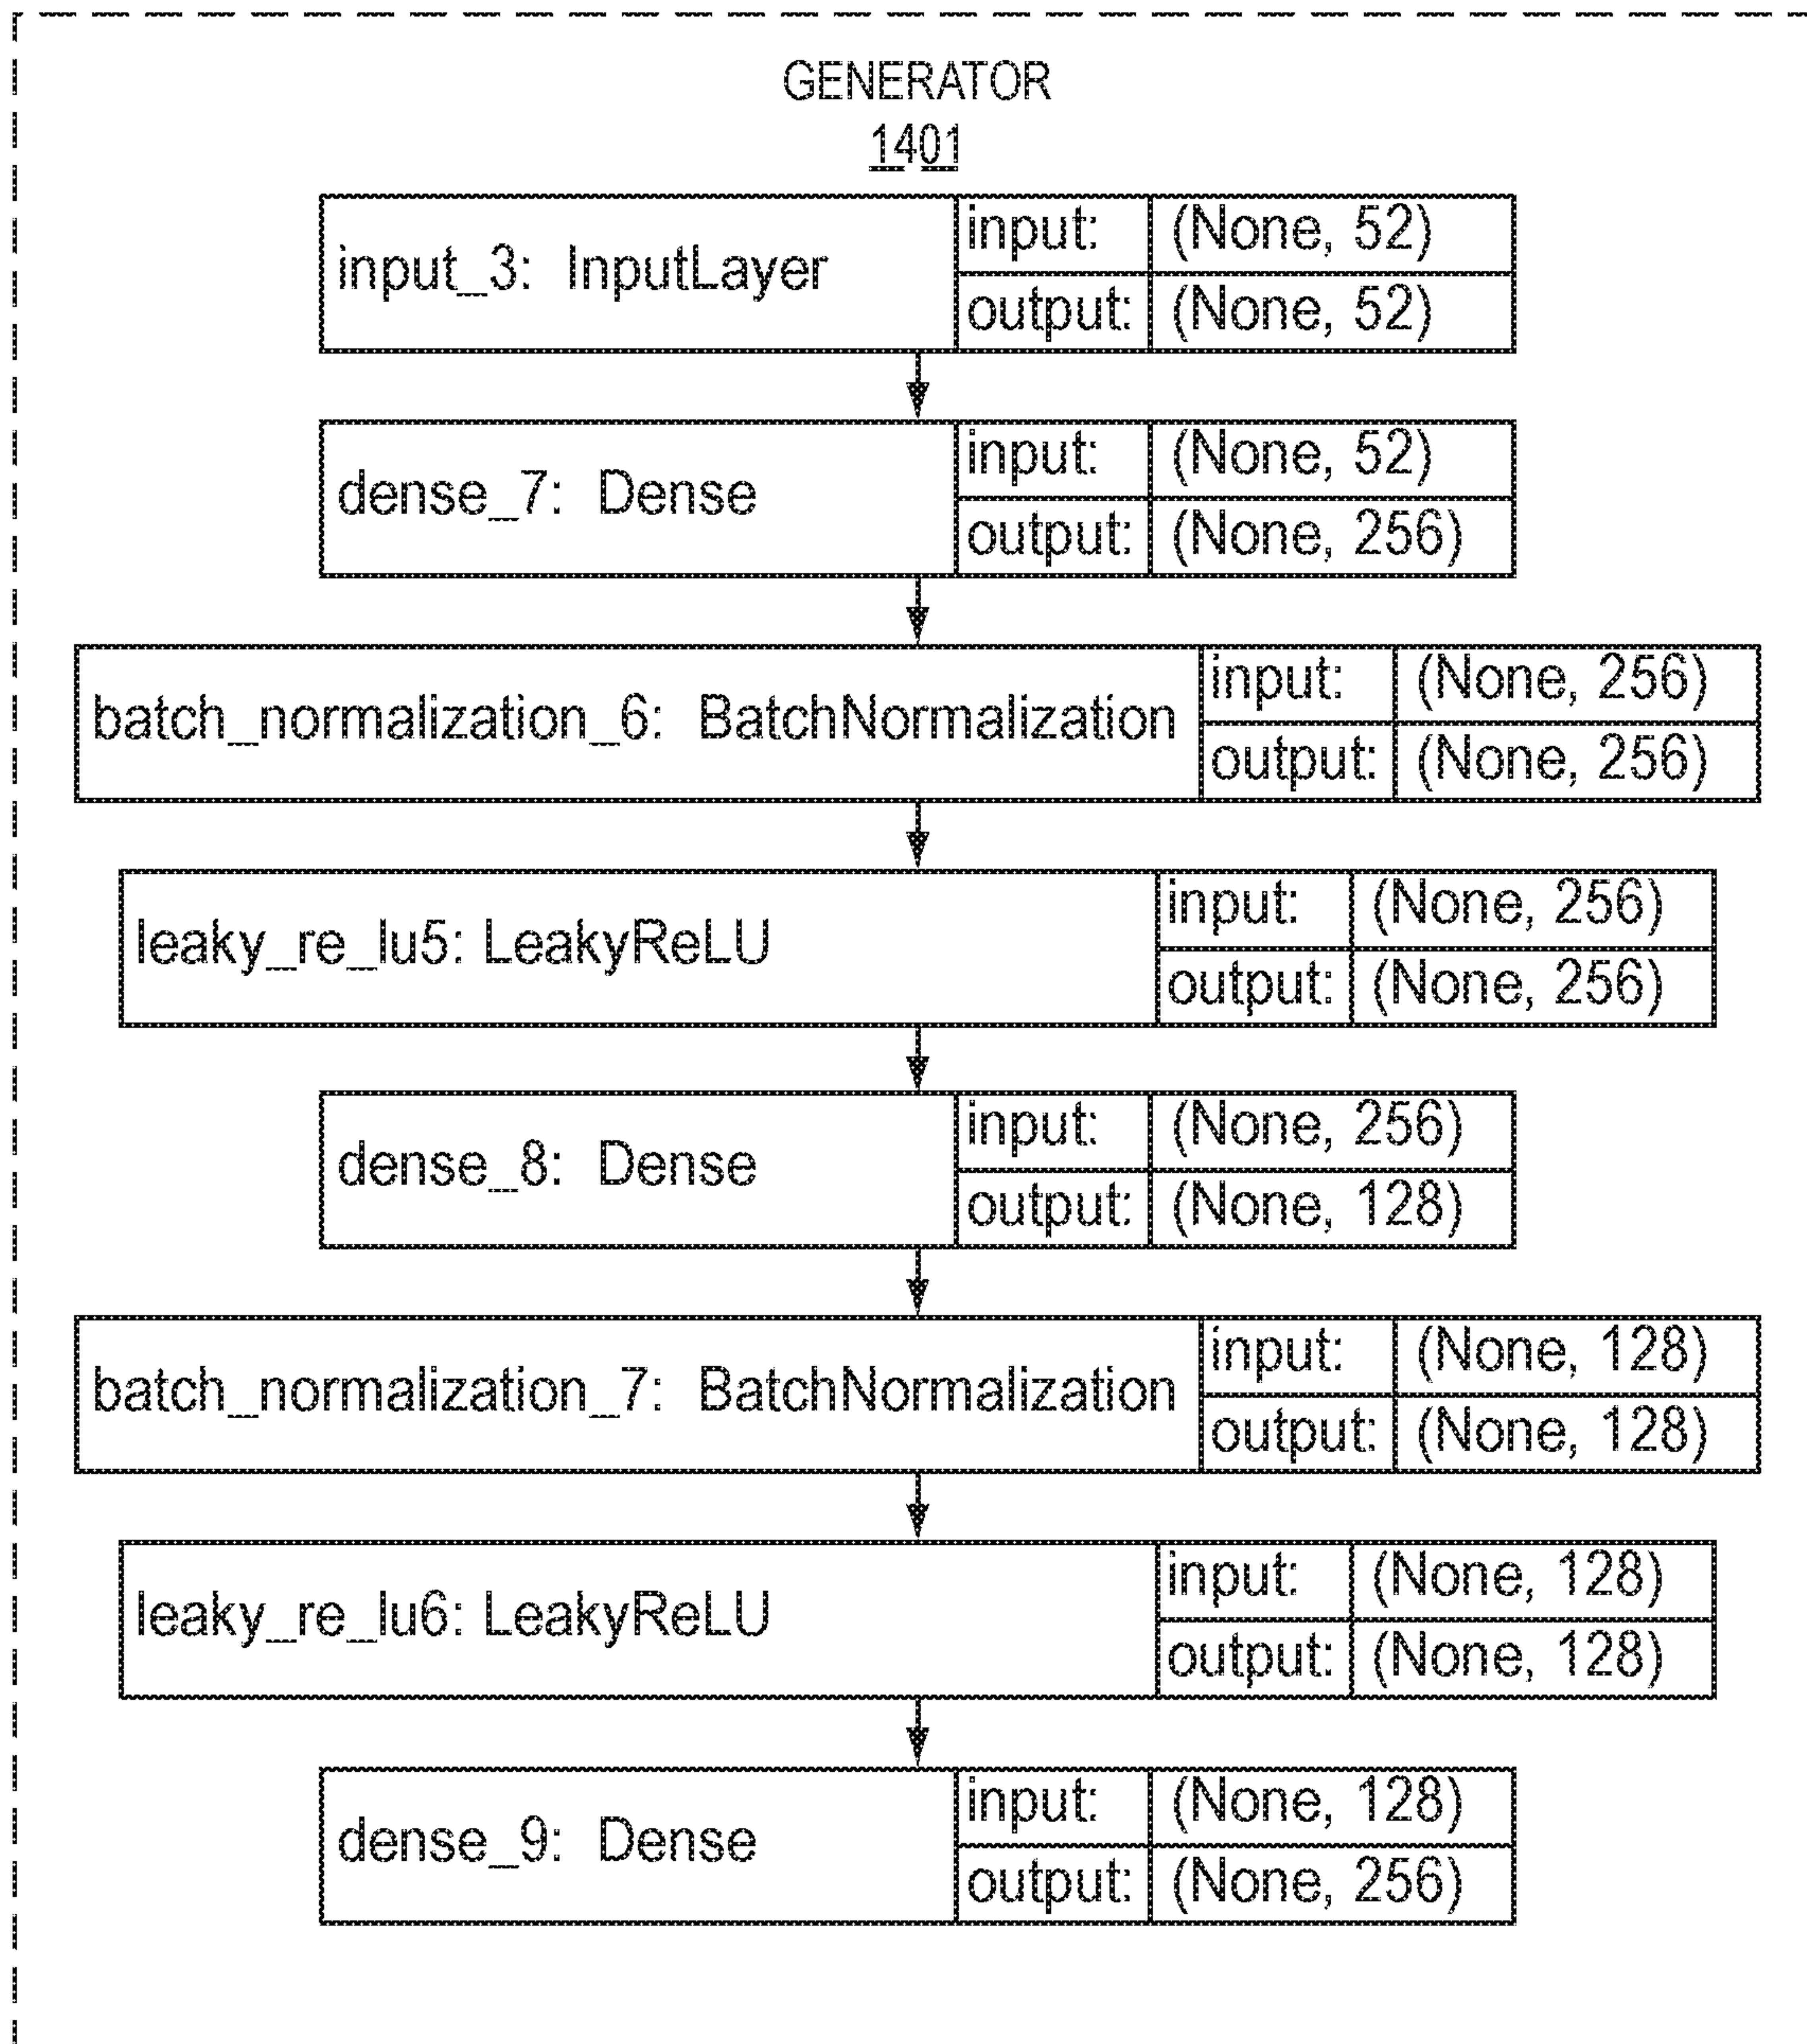 GENERATOR
1401
input_3: InputLayer
input: (None, 52)
output: (None, 52)
dense_7: Dense
input: (None, 52)
output: (None, 256)
batch_normalization_6: BatchNormalization
input: (None, 256)
output: (None, 256)
leaky_re_lu5: LeakyReLU
input: (None, 256)
output: (None, 256)
dense_8: Dense
input: (None, 256)
output: (None, 128)
batch_normalization_7: BatchNormalization
input: (None, 128)
output: (None, 128)
leaky_re_lu6: LeakyReLU
input: (None, 128)
output: (None, 128)
dense_9: Dense
input: (None, 128)
output: (None, 256)